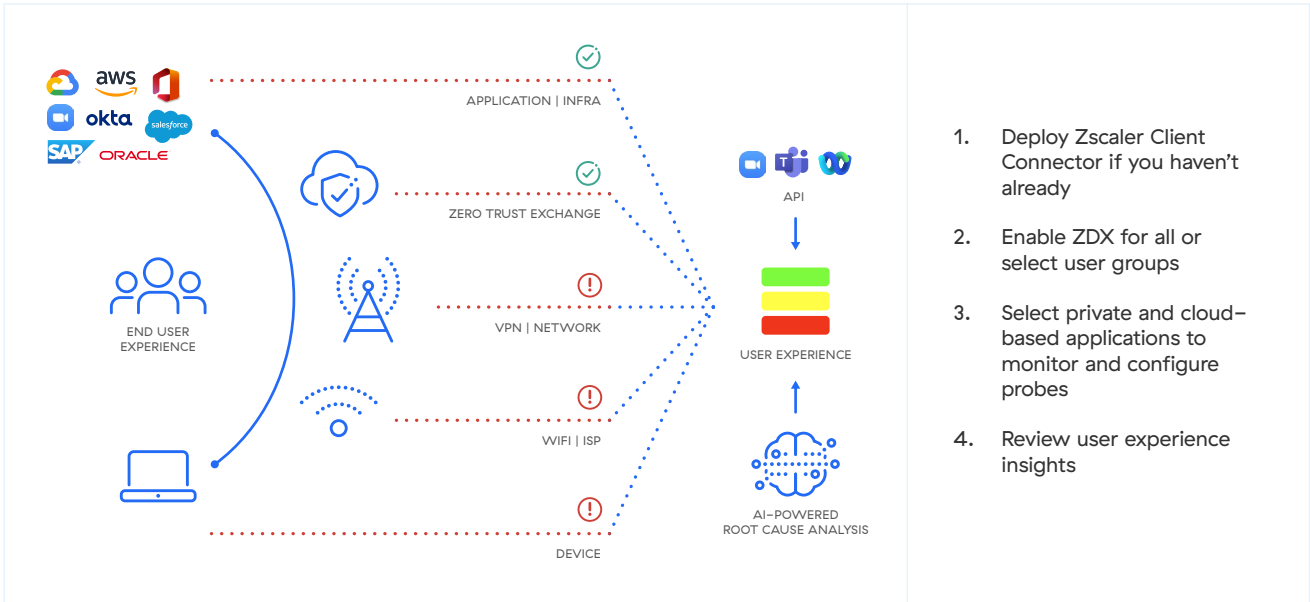 aws
okta
salesforce
SAP
ORACLE
END USER
EXPERIENCE
APPLICATION | INFRA
ZERO TRUST EXCHANGE
VPN | NETWORK
WIFI | ISP
DEVICE
T
API
USER EXPERIENCE
AI-POWERED
ROOT CAUSE ANALYSIS
1. Deploy Zscaler Client
Connector if you haven’t
already
2. Enable ZDX for all or
select user groups
3. Select private and cloud-
based applications to
monitor and configure
probes
4. Review user experience
insights